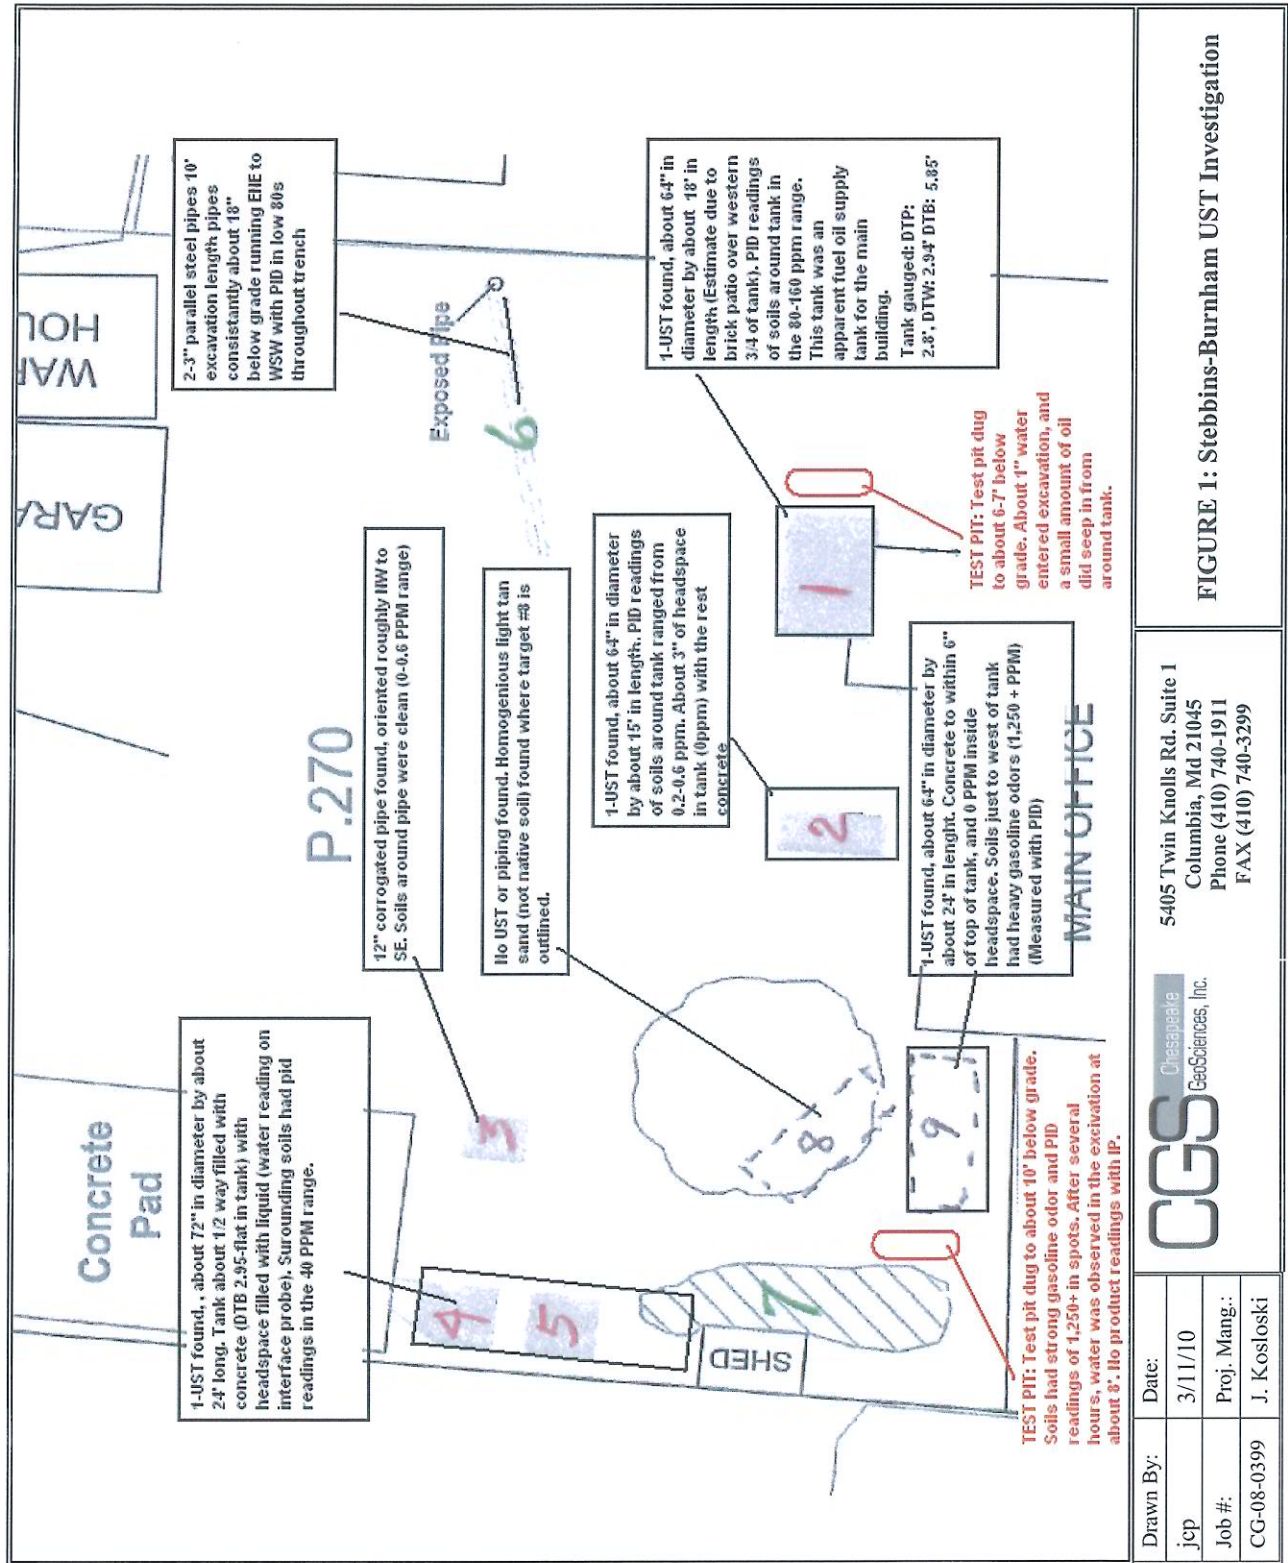 Concrete
Pad
1-UST found, , about 72" in diameter by about
24' long. Tank about 1/2 way filled with
concrete (DTB 2.95-flat in tank) with
headspace filled with liquid (water reading on
interface probe). Surounding soils had pid
readings in the 40 PPM range.
P.270
GARA
WAR
HOU
2-3" parallel steel pipes 10'
excavation length pipes
consistantly about 18"
below grade running ENE to
WSW with PID in low 80s
throughout trench
12" corrogated pipe found, oriented roughly NW to
SE. Soils around pipe were clean (0-0.6 PPM range)
Exposed Pipe
No UST or piping found. Homogenious light tan
sand (not native soil) found where target #8 is
outlined.
1-UST found, about 64" in diameter
by about 15' in length. PID readings
of soils around tank ranged from
0.2-0.6 ppm. About 3" of headspace
in tank (0ppm) with the rest
concrete
1-UST found, about 64" in
diameter by about 18' in
length (Estimate due to
brick patio over western
3/4 of tank). PID readings
of soils around tank in
the 80-160 ppm range.
This tank was an
apparent fuel oil supply
tank for the main
building.
Tank gauged: DTP:
2.8', DTW: 2.94' DTB: 5.85'
4
5
3
6
SHED
7
8
9
2
1
1-UST found, about 64" in diameter by
about 24' in lenght. Concrete to within 6"
of top of tank, and 0 PPM inside
headspace. Soils just to west of tank
had heavy gasoline odors (1,250 + PPM)
(Measured with PID)
MAIN OFFICE
TEST PIT: Test pit dug
to about 6-7' below
grade. About 1" water
entered excavation, and
a small amount of oil
did seep in from
around tank.
TEST PIT: Test pit dug to about 10' below grade.
Soils had strong gasoline odor and PID
readings of 1,250+ in spots. After several
hours, water was observed in the excivation at
about 8'. No product readings with IP.
Drawn By:
jcp
Date:
3/11/10
Job #:
CG-08-0399
Proj. Mang.:
J. Kosloski
CGS
Chesapeake
GeoSciences, Inc.
5405 Twin Knolls Rd. Suite 1
Columbia, Md 21045
Phone (410) 740-1911
FAX (410) 740-3299
FIGURE 1: Stebbins-Burnham UST Investigation